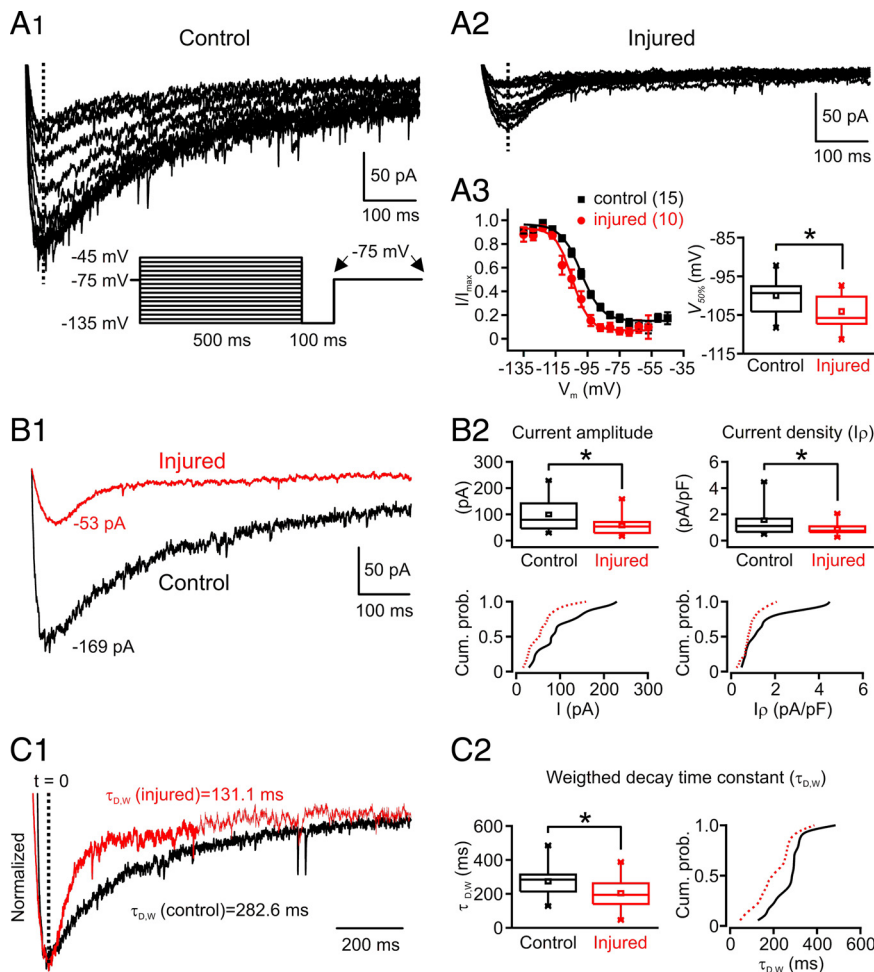 A1
Control
50 pA
100 ms
-45 mV
-75 mV
-135 mV
500 ms
100 ms
-75 mV
A2
Injured
50 pA
100 ms
A3
control (15)
injured (10)
1.0
0.8
0.6
0.4
0.2
0
I/Imax
-135 -115 -95 -75 -55 -35
Vm (mV)
*
-85
-95
-105
-115
V50% (mV)
Control Injured
B1
Injured
-53 pA
Control
-169 pA
50 pA
100 ms
B2
Current amplitude
*
300
200
100
0
(pA)
Control Injured
Current density (Iρ)
*
6
4
2
0
(pA/pF)
Control Injured
1.0
0.5
0
Cum. prob.
0 100 200 300
I (pA)
1.0
0.5
0
Cum. prob.
0 2 4 6
Iρ (pA/pF)
C1
t = 0
τD,W (injured)=131.1 ms
τD,W (control)=282.6 ms
Normalized
200 ms
C2
Weigthed decay time constant (τD,W)
*
600
400
200
0
τD,W (ms)
Control Injured
1.0
0.5
0
Cum. prob.
0 200 400 600
τD,W (ms)